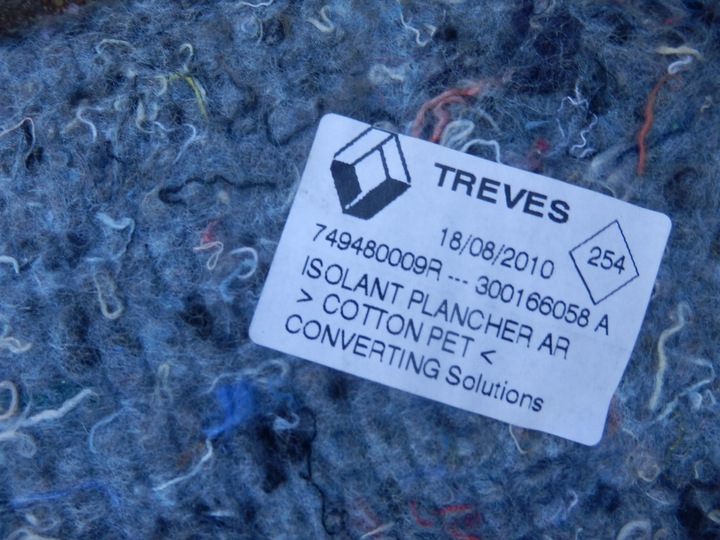 TREVES
18/08/2010
254
749480009R --- 300166058 A
ISOLANT PLANCHER AR
> COTTON PET <
CONVERTING Solutions